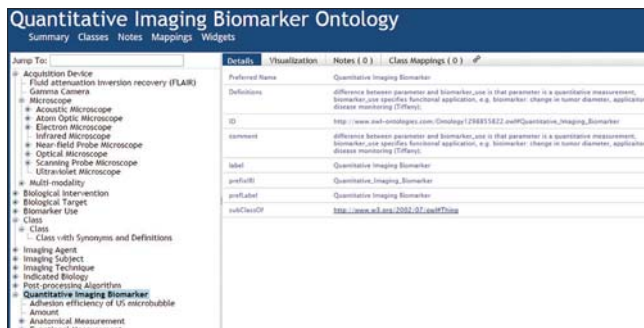 Quantitative Imaging Biomarker Ontology
Summary Classes Notes Mappings Widgets
Jump To:
Acquisition Device
Fluid attenuation inversion recovery (FLAIR)
Gamma Camera
Microscope
Acoustic Microscope
Atom Optic Microscope
Electron Microscope
Infrared Microscope
Near-field Probe Microscope
Optical Microscope
Scanning Probe Microscope
Ultraviolet Microscope
Multi-modality
Biological Intervention
Biological Target
Biomarker Use
Class
Class
Class with Synonyms and Definitions
Imaging Agent
Imaging Subject
Imaging Technique
Indicated Biology
Post-processing Algorithm
Quantitative Imaging Biomarker
Adhesion efficiency of US microbubble
Amount
Anatomical Measurement
Details Visualization Notes ( 0 ) Class Mappings ( 0 )
Preferred Name Quantitative Imaging Biomarker
Definitions difference between parameter and biomarker_use is that parameter is a quantitative measurement,
biomarker_use specifies functional application, e.g. biomarker: change in tumor diameter,
disease monitoring (Tiffany);
ID http://www.owl-ontologies.com/Ontology1298855822.owl#Quantitative_Imaging_Biomarker
comment difference between parameter and biomarker_use is that parameter is a quantitative measurement,
biomarker_use specifies functional application, e.g. biomarker: change in tumor diameter,
disease monitoring (Tiffany);
label Quantitative Imaging Biomarker
prefixIRI Quantitative_Imaging_Biomarker
prefLabel Quantitative Imaging Biomarker
subClassOf http://www.w3.org/2002/07/owl#Thing